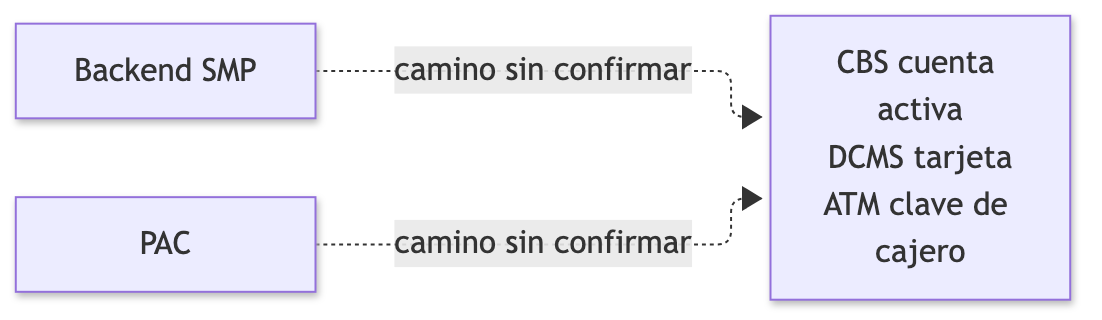 Backend SMP
camino sin confirmar
PAC
camino sin confirmar
CBS cuenta
activa
DCMS tarjeta
ATM clave de
cajero